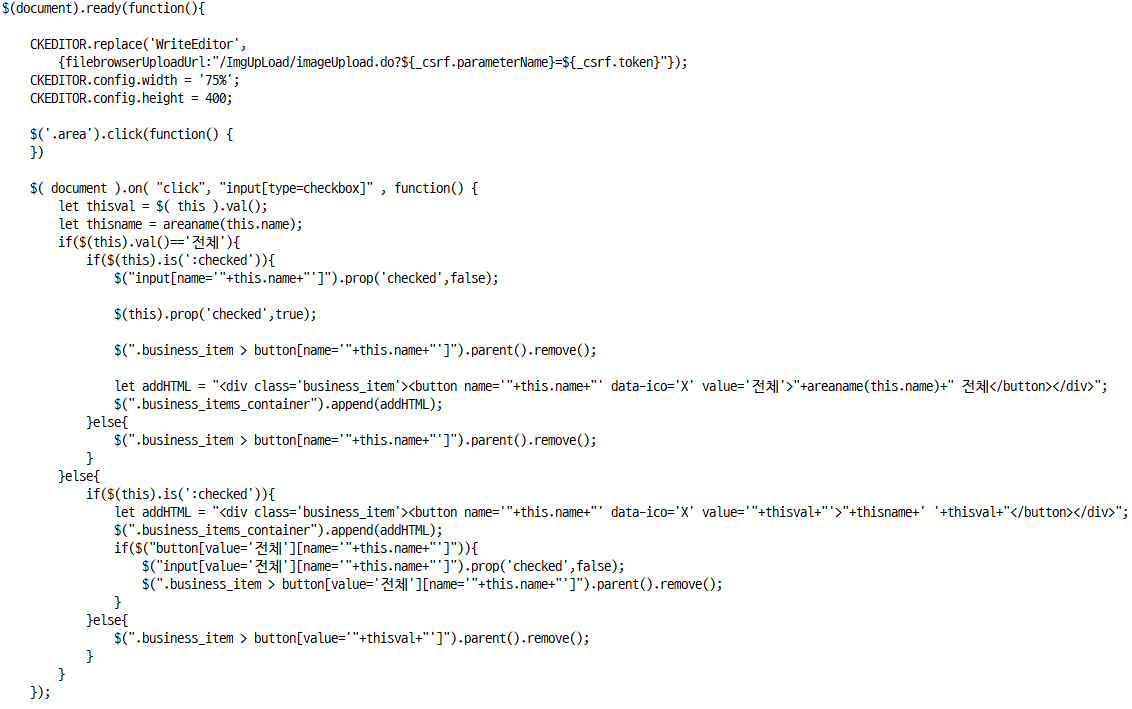 $(document).ready(function(){
CKEDITOR.replace('WriteEditor',
{filebrowserUploadUrl:"/ImgUpLoad/imageUpload.do?${_csrf.parameterName}=${_csrf.token}"});
CKEDITOR.config.width = '75%';
CKEDITOR.config.height = 400;
$('.area').click(function() {
})
$( document ).on( "click", "input[type=checkbox]" , function() {
let thisval = $( this ).val();
let thisname = areaname(this.name);
if($(this).val()=='전체'){
if($(this).is(':checked')){
$("input[name='"+this.name+"']").prop('checked',false);
$(this).prop('checked',true);
$(".business_item > button[name='"+this.name+"']").parent().remove();
let addHTML = "<div class='business_item'><button name='"+this.name+"' data-ico='X' value='전체'>"+areaname(this.name)+" 전체</button></div>";
$(".business_items_container").append(addHTML);
}else{
$(".business_item > button[name='"+this.name+"']").parent().remove();
}
}else{
if($(this).is(':checked')){
let addHTML = "<div class='business_item'><button name='"+this.name+"' data-ico='X' value='"+thisval+"'>"+thisname+' '+thisval+"</button></div>";
$(".business_items_container").append(addHTML);
if($("button[value='전체'][name='"+this.name+"']")){
$("input[value='전체'][name='"+this.name+"']").prop('checked',false);
$(".business_item > button[value='전체'][name='"+this.name+"']").parent().remove();
}
}else{
$(".business_item > button[value='"+thisval+"']").parent().remove();
}
}
});